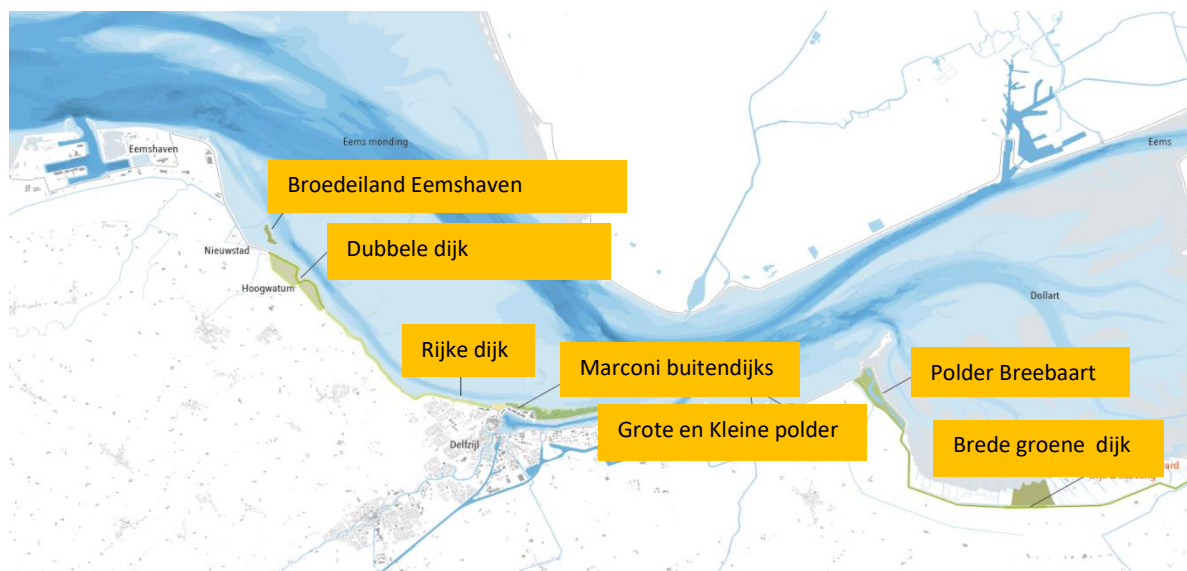 Eemshaven
Eems monding
Eems
Broedeiland Eemshaven
Nieuwstad
Dubbele dijk
Hoogwatum
Dollart
Rijke dijk
Marconi buitendijks
Polder Breebaart
Grote en Kleine polder
Delfzijl
Brede groene dijk